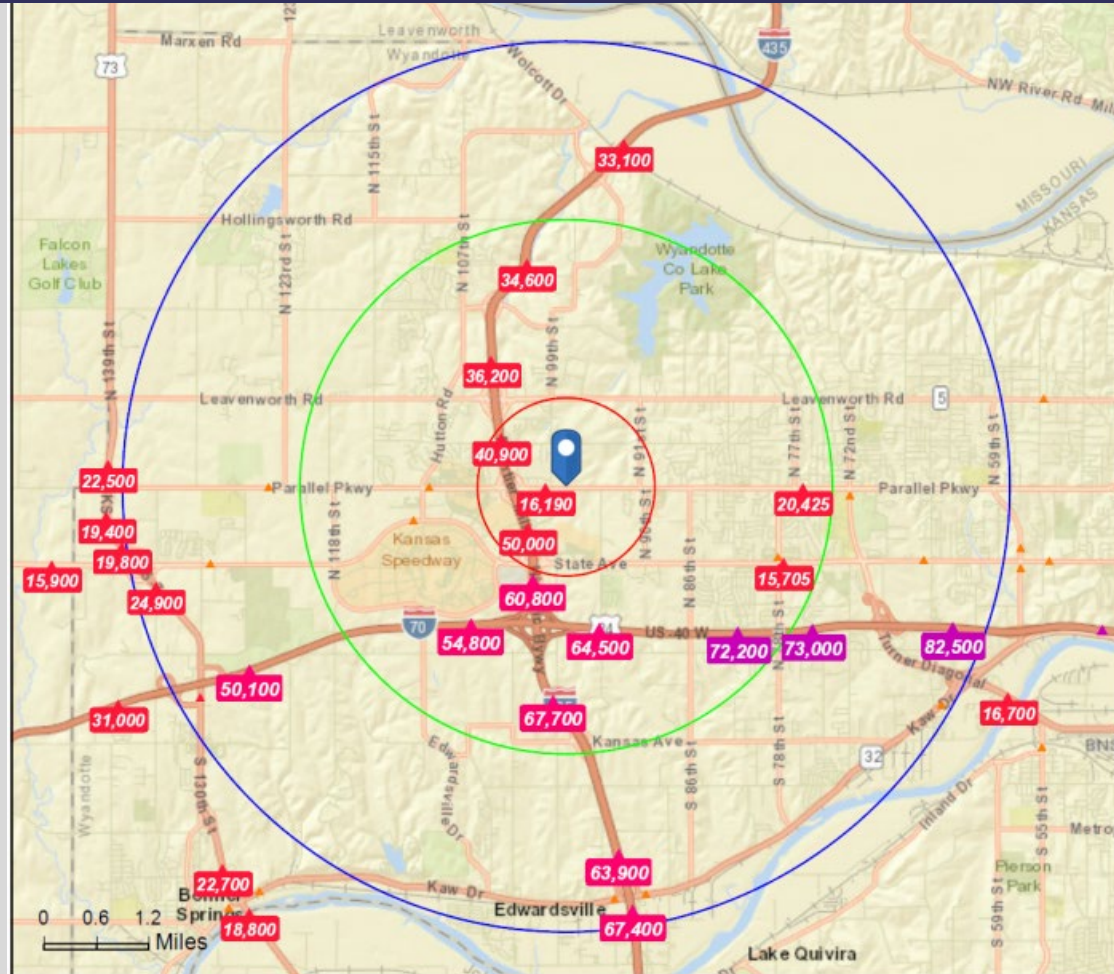 Marxen Rd
Leavenworth
Wyandotte
73
Wolcott Dr
435
NW River Rd
N 115th St
33,100
MISSOURI
KANSAS
Hollingsworth Rd
Falcon
Lakes
Golf Club
N 123rd St
N 107th St
34,600
Wyandotte
Co Lake
Park
N 139th St
36,200
N 99th St
Leavenworth Rd
Leavenworth Rd
5
Hutton Rd
40,900
N 91st St
N 77th St
N 72nd St
N 59th St
22,500
Parallel Pkwy
16,190
20,425
Parallel Pkwy
19,400
N 118th St
Kansas
Speedway
50,000
N 90th St
19,800
State Ave
15,705
15,900
24,900
60,800
N 86th St
70
54,800
64,500
US-40 W
72,200
73,000
82,500
Turner Diagonal
50,100
31,000
67,700
16,700
Kaw Dr
Kansas Ave
32
Wyandotte
S 130th St
Edwardsville Dr
S 86th St
S 78th St
Inland Dr
S 55th St
63,900
Pierson
Park
22,700
Kaw Dr
0 0.6 1.2
Miles
Springs
18,800
Edwardsville
67,400
S 59th St
Lake Quivira